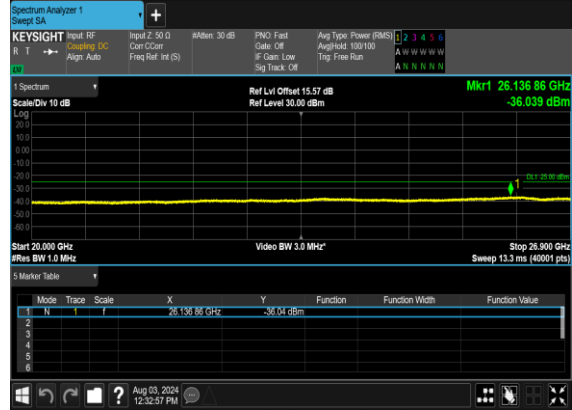 Spectrum Analyzer 1
Swept SA
+
KEYSIGHT Input: RF Input Z: 50 Ω #Atten: 30 dB PNO: Fast Avg Type: Power (RMS) 1 2 3 4 5 6
R T Coupling: DC Corr CCorr Gate: Off Avg|Hold: 100/100 A W W W W W
Align: Auto Freq Ref: Int (S) IF Gain: Low Trig: Free Run
Sig Track: Off A N N N N N
1 Spectrum Ref Lvl Offset 15.57 dB Mkr1 26.136 86 GHz
Scale/Div 10 dB Ref Level 30.00 dBm -36.039 dBm
Log
20.0
10.0
0.00
-10.0
-20.0
DL1 -25.00 dBm
1
-30.0
-40.0
-50.0
-60.0
Start 20.000 GHz Video BW 3.0 MHz* Stop 26.900 GHz
#Res BW 1.0 MHz Sweep 13.3 ms (40001 pts)
5 Marker Table
Mode Trace Scale X Y Function Function Width Function Value
1 N 1 f 26.136 86 GHz -36.04 dBm
2
3
4
5
6
? Aug 03, 2024
12:32:57 PM